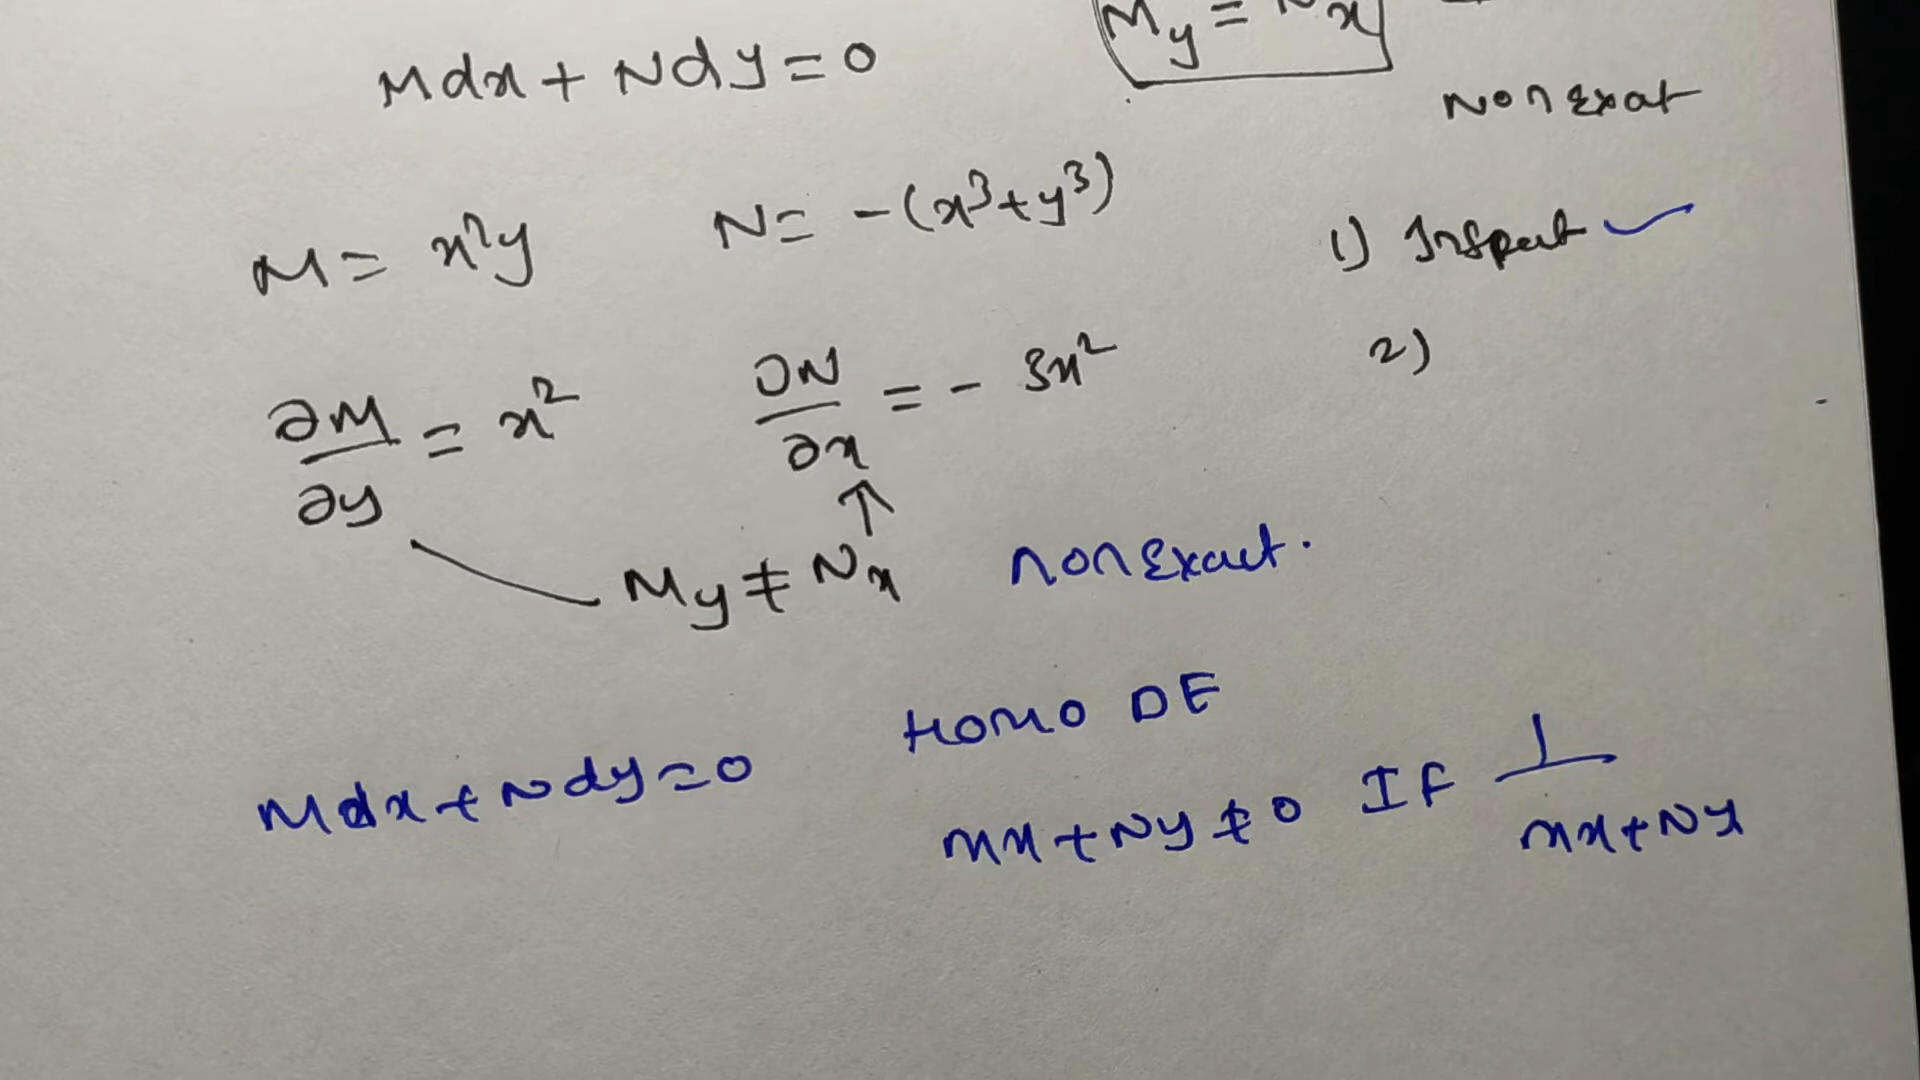 Mdx + Ndy = 0
My = Nx
Non Exat
M = x²y
N = -(x³+y³)
1) Inspect ✓
∂M/∂y = x²
∂N/∂x = - 3x²
2)
↑
My ≠ Nx
nonExact.
Homo DE
Mdx + Ndy = 0
Mx + Ny ≠ 0 IF 1/Mx+Ny